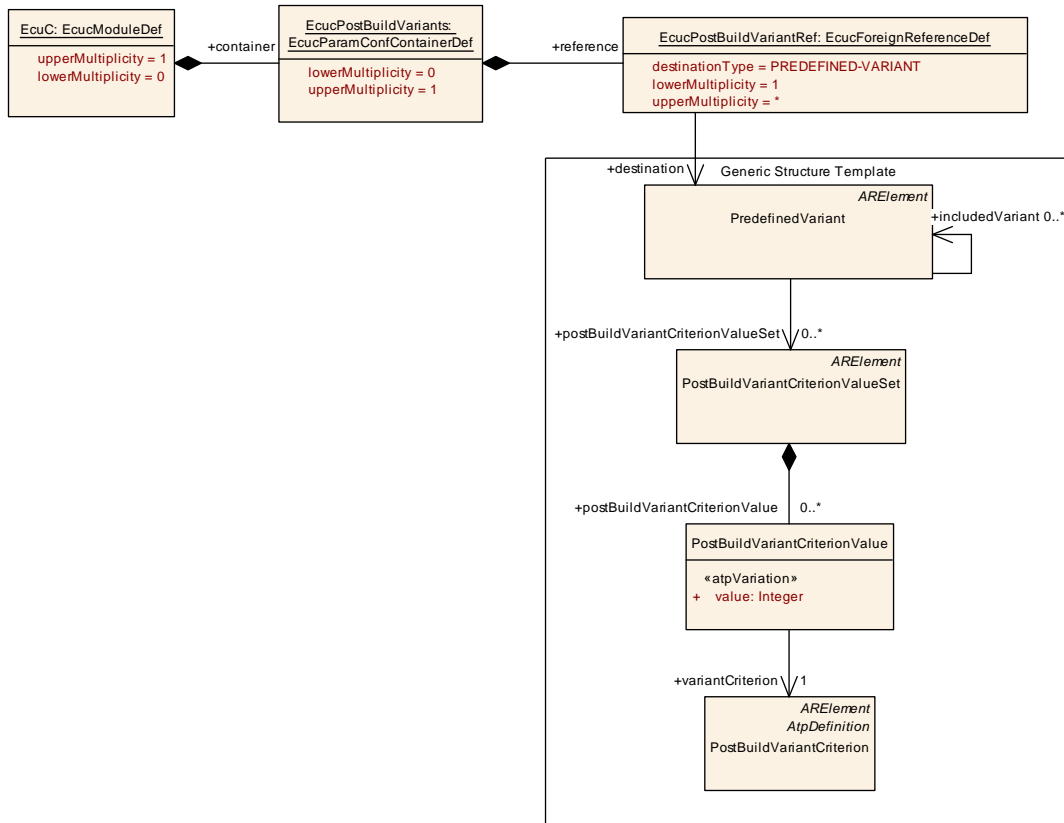 EcuC: EcucModuleDef
upperMultiplicity = 1
lowerMultiplicity = 0
+container
EcucPostBuildVariants:
EcucParamConfContainerDef
lowerMultiplicity = 0
upperMultiplicity = 1
+reference
EcucPostBuildVariantRef: EcucForeignReferenceDef
destinationType = PREDEFINED-VARIANT
lowerMultiplicity = 1
upperMultiplicity = *
+destination
Generic Structure Template
ARElement
PredefinedVariant
+includedVariant 0..*
+postBuildVariantCriterionValueSet 0..*
ARElement
PostBuildVariantCriterionValueSet
+postBuildVariantCriterionValue 0..*
PostBuildVariantCriterionValue
«atpVariation»
+ value: Integer
+variantCriterion 1
ARElement
AtpDefinition
PostBuildVariantCriterion